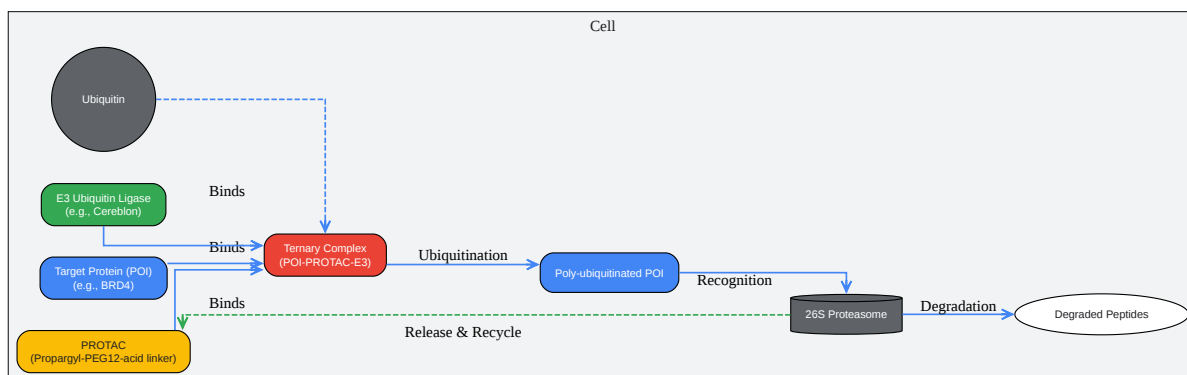 Cell
Ubiquitin
Binds
E3 Ubiquitin Ligase
(e.g., Cereblon)
Binds
Ternary Complex
(POI-PROTAC-E3)
Ubiquitination
Target Protein (POI)
(e.g., BRD4)
Poly-ubiquitinated POI
Recognition
Binds
Release & Recycle
26S Proteasome
Degradation
Degraded Peptides
PROTAC
(Propargyl-PEG12-acid linker)